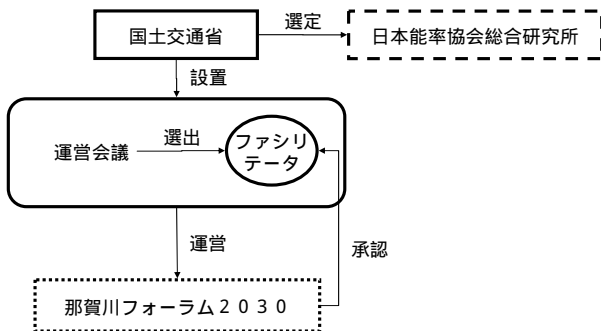 国土交通省
選定
日本能率協会総合研究所
設置
運営会議
選出
ファシリ
テータ
運営
承認
那賀川フォーラム２０３０